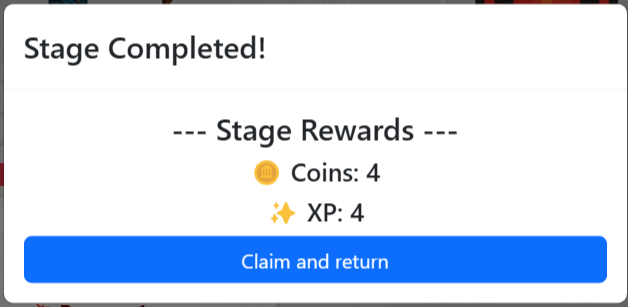 Stage Completed!
--- Stage Rewards ---
Coins: 4
XP: 4
Claim and return